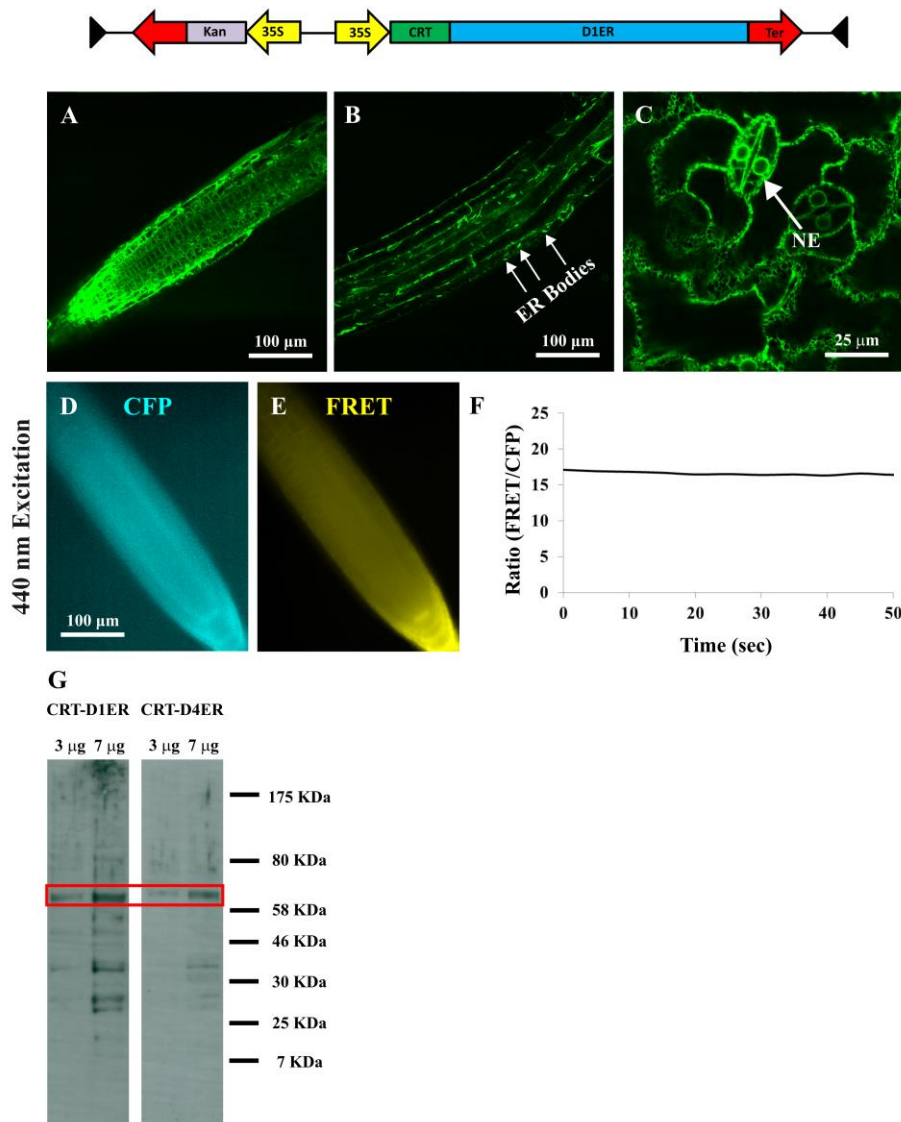 Kan 35S 35S CRT D1ER Ter
A B C
NE
ER Bodies
100 µm 100 µm 25 µm
D CFP E FRET F
440 nm Excitation
100 µm
Ratio (FRET/CFP)
25
20
15
10
5
0
0 10 20 30 40 50
Time (sec)
G
CRT-D1ER CRT-D4ER
3 µg 7 µg 3 µg 7 µg
175 KDa
80 KDa
58 KDa
46 KDa
30 KDa
25 KDa
7 KDa